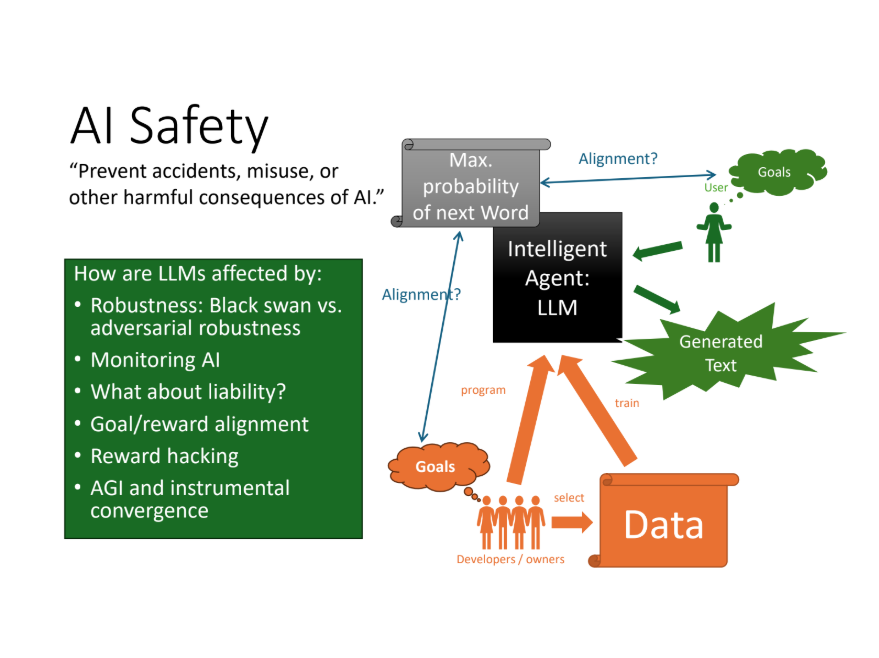 AI Safety
“Prevent accidents, misuse, or
other harmful consequences of AI.”
How are LLMs affected by:
• Robustness: Black swan vs.
adversarial robustness
• Monitoring AI
• What about liability?
• Goal/reward alignment
• Reward hacking
• AGI and instrumental
convergence
Max.
probability
of next Word
Alignment?
Goals
User
Intelligent
Agent:
LLM
Alignment?
Generated
Text
program
train
Goals
select
Data
Developers / owners